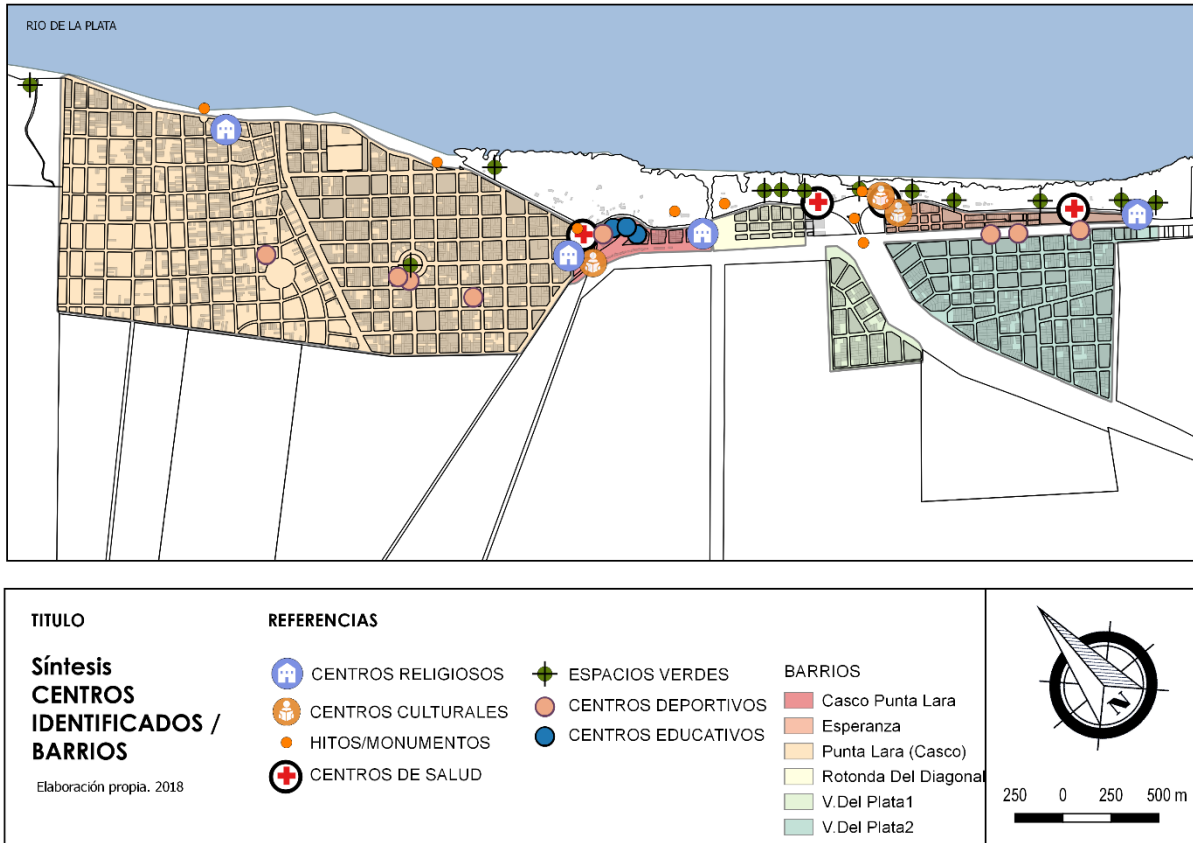 RIO DE LA PLATA
TITULO
Síntesis
CENTROS
IDENTIFICADOS /
BARRIOS
Elaboración propia. 2018
REFERENCIAS
CENTROS RELIGIOSOS
CENTROS CULTURALES
HITOS/MONUMENTOS
CENTROS DE SALUD
ESPACIOS VERDES
CENTROS DEPORTIVOS
CENTROS EDUCATIVOS
BARRIOS
Casco Punta Lara
Esperanza
Punta Lara (Casco)
Rotonda Del Diagonal
V.Del Plata1
V.Del Plata2
N
250 0 250 500 m